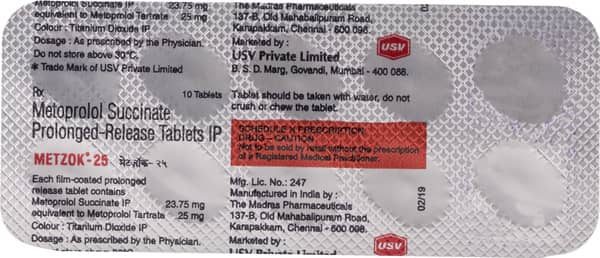 Metoprolol Succinate IP 23.75 mg
equivalent to Metoprolol Tartrate 25 mg
Colour : Titanium Dioxide IP
Dosage : As prescribed by the Physician.
Do not store above 30°C.
* Trade Mark of USV Private Limited
The Madras Pharmaceuticals
137-B, Old Mahabalipuram Road,
Karapakkam, Chennai - 600 096.
Marketed by :
USV Private Limited
B. S. D. Marg, Govandi, Mumbai - 400 088.
USV
02/19
Rx 10 Tablets
Metoprolol Succinate
Prolonged-Release Tablets IP
METZOK*- 25 मेटज़ॉक- २५
Tablet should be taken with water, do not
crush or chew the tablet.
SCHEDULE H PRESCRIPTION
DRUG – CAUTION
Not to be sold by retail without the prescription
of a Registered Medical Practitioner.
Each film-coated prolonged
release tablet contains
Metoprolol Succinate IP 23.75 mg
equivalent to Metoprolol Tartrate 25 mg
Colour : Titanium Dioxide IP
Dosage : As prescribed by the Physician.
Mfg. Lic. No.: 247
Manufactured in India by :
The Madras Pharmaceuticals
137-B, Old Mahabalipuram Road,
Karapakkam, Chennai - 600 096.
Marketed by :
USV Private Limited
USV
02/19